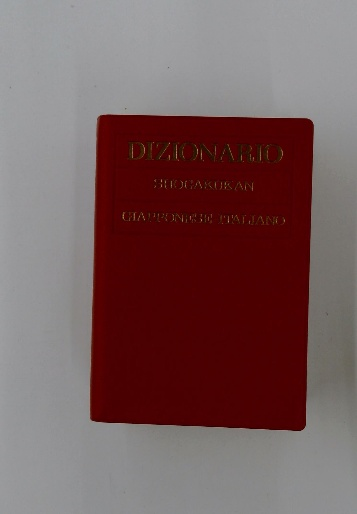 DIZIONARIO
SHOGAKUKAN
GIAPPONESE ITALIANO